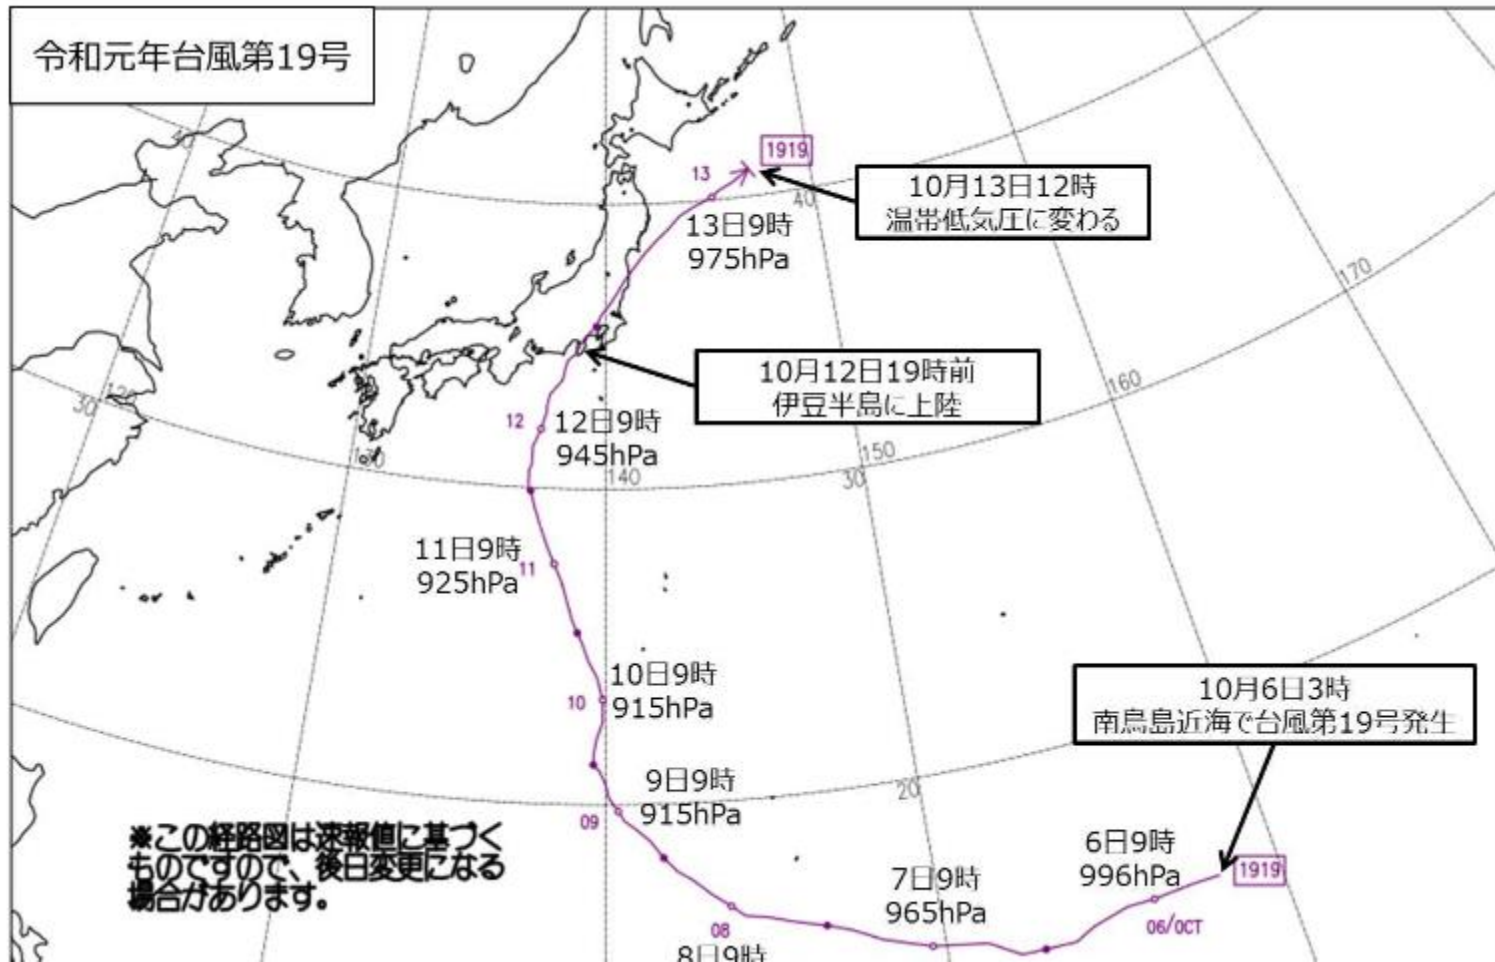 令和元年台風第19号
1919
13
10月13日12時
温帯低気圧に変わる
40
40
13日9時
975hPa
170
10月12日19時前
伊豆半島に上陸
120
30
160
12
12日9時
945hPa
130
140
150
30
11日9時
925hPa
11
10日9時
915hPa
10
10月6日3時
南鳥島近海で台風第19号発生
20
9日9時
915hPa
09
※この経路図は速報値に基づく
ものですので、後日変更になる
場合があります。
6日9時
996hPa
1919
7日9時
965hPa
06/OCT
08
8日9時